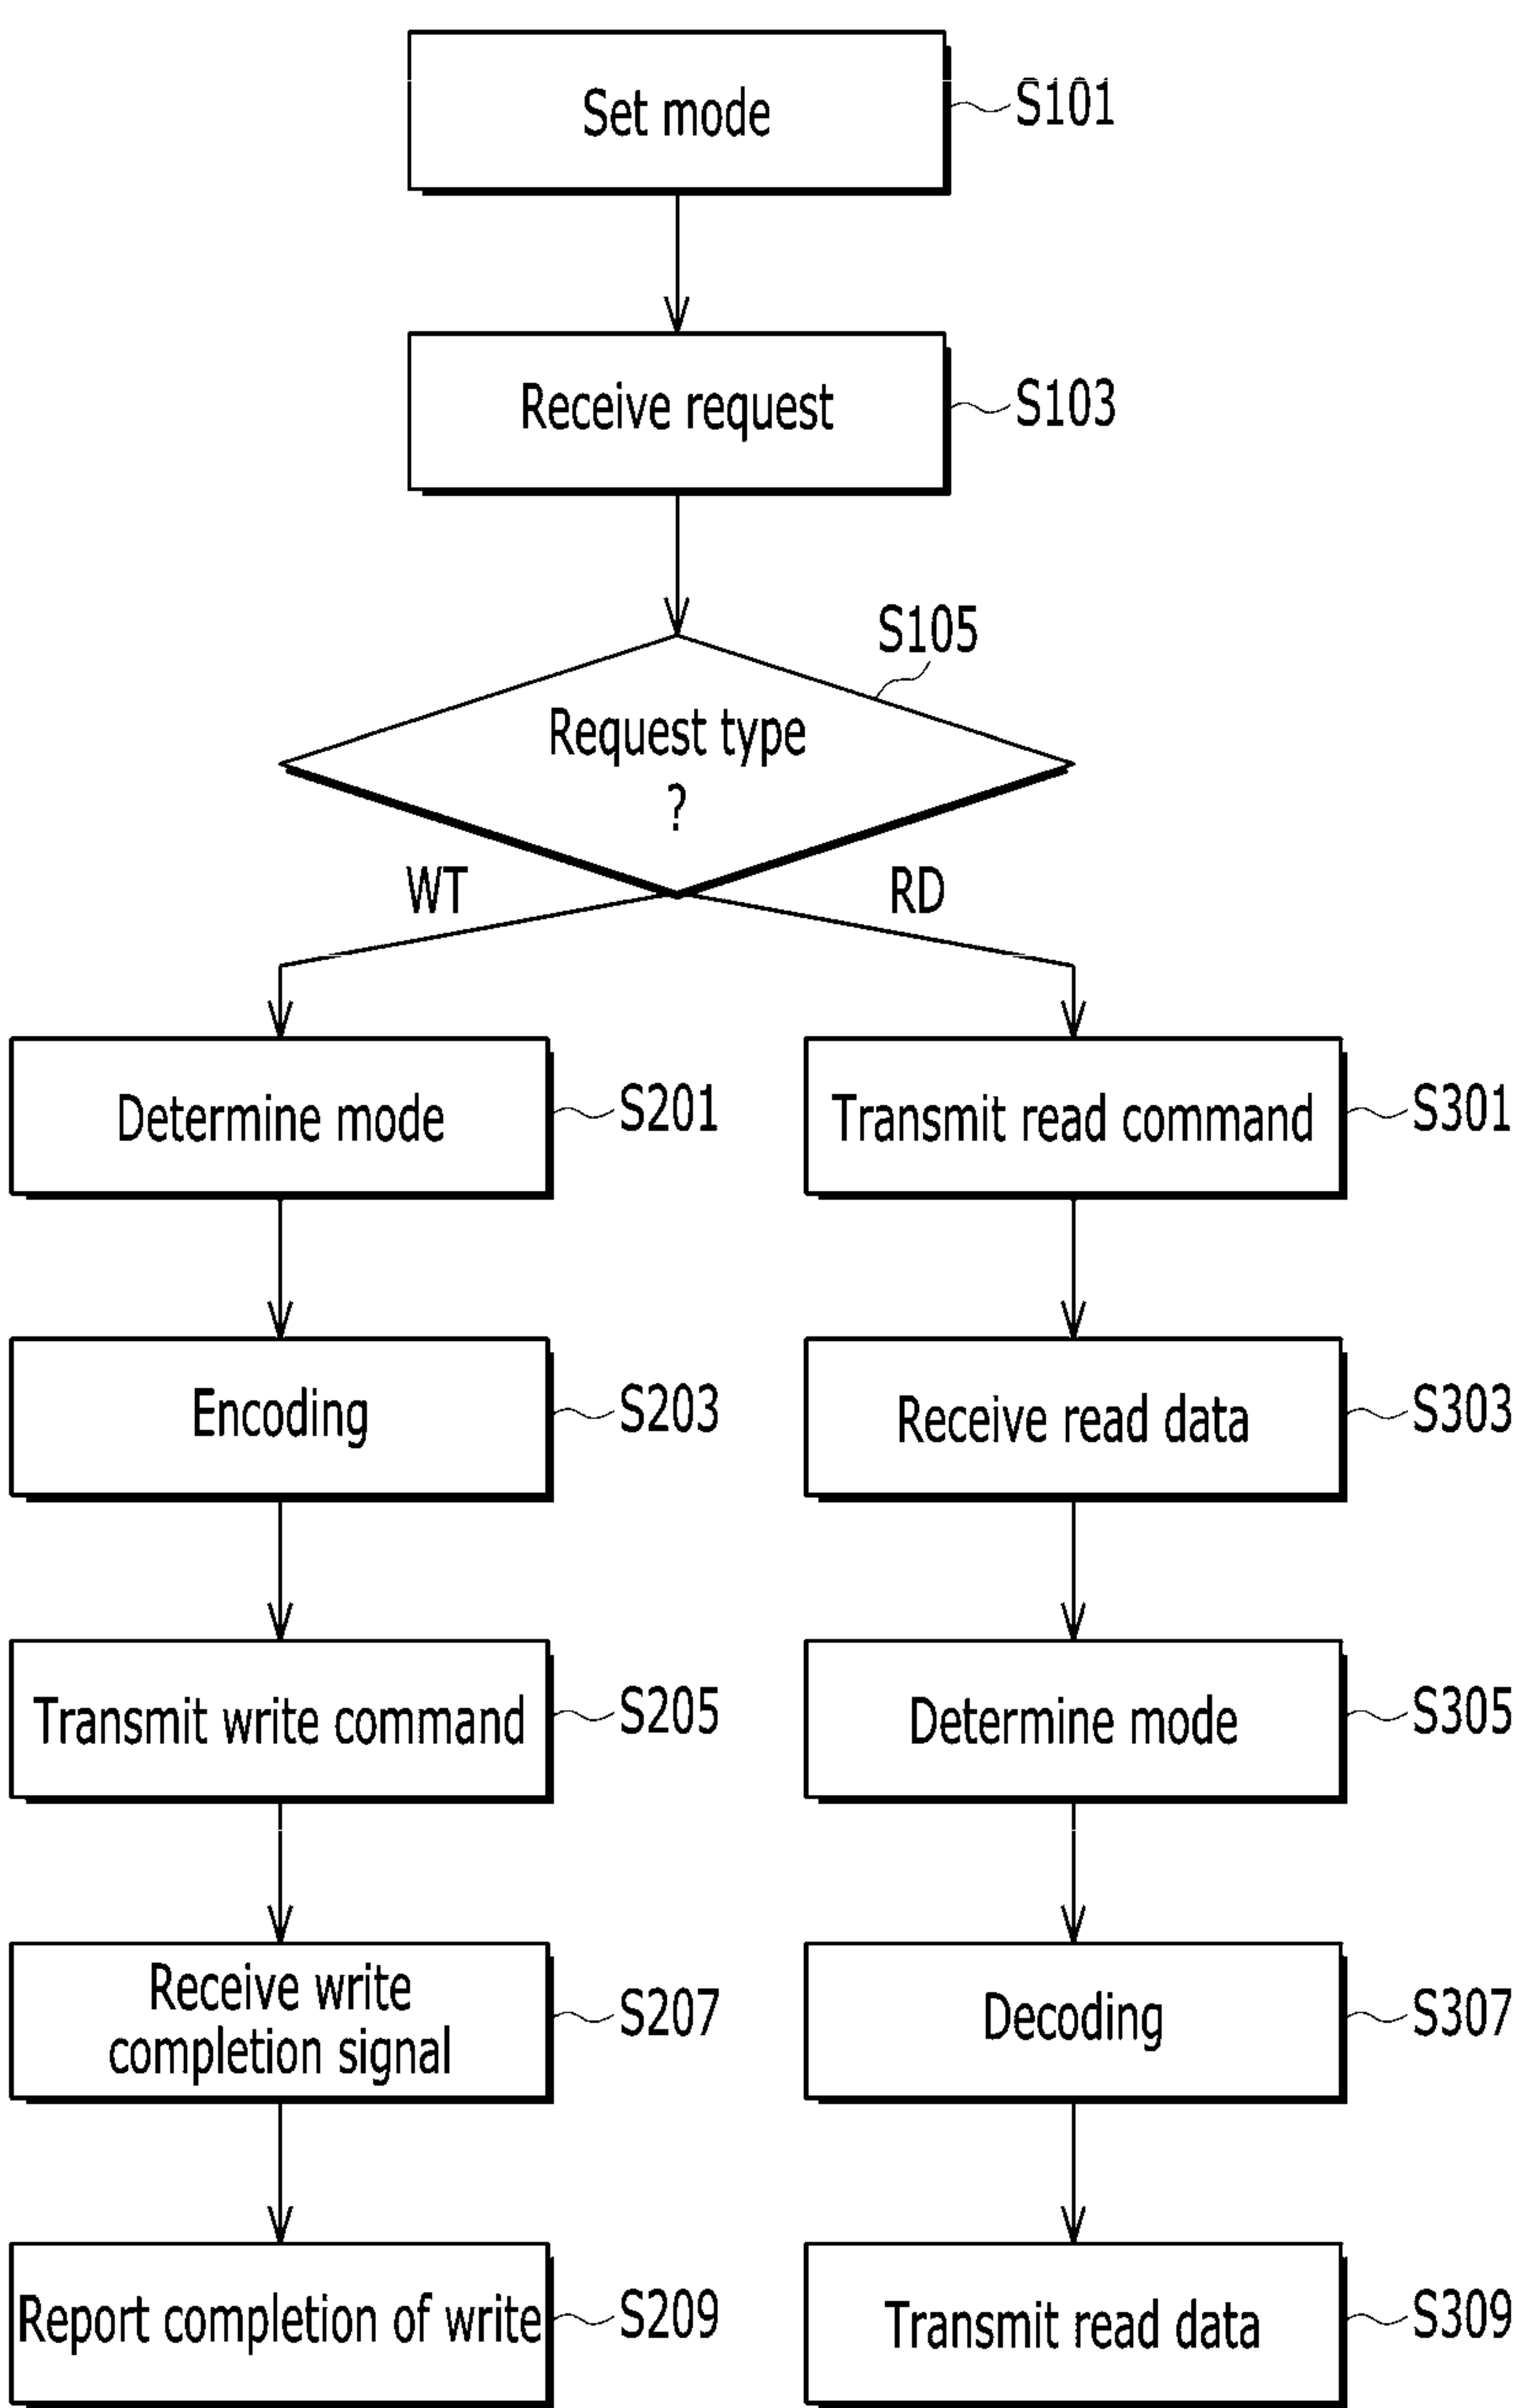 Set mode
S101
Receive request
S103
S105
Request type
?
WT
RD
Determine mode
S201
Transmit read command
S301
Encoding
S203
Receive read data
S303
Transmit write command
S205
Determine mode
S305
Receive write
completion signal
S207
Decoding
S307
Report completion of write
S209
Transmit read data
S309